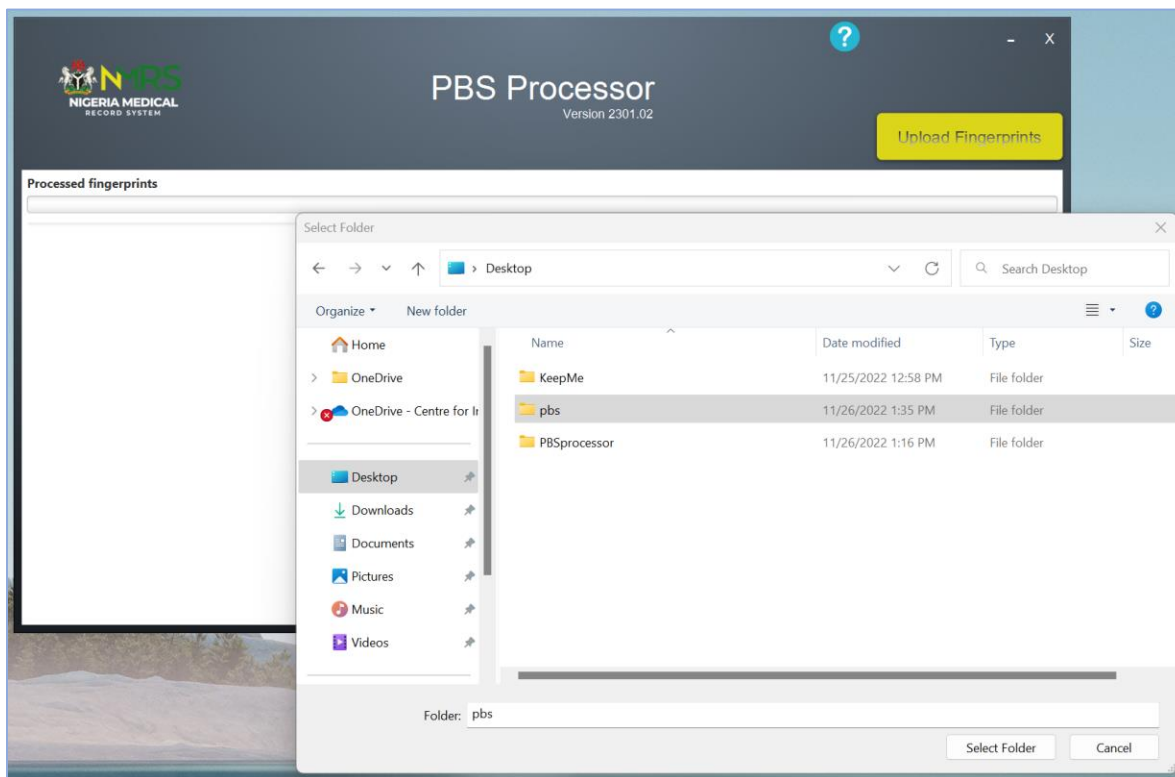 ?
- X
NMRS
NIGERIA MEDICAL
RECORD SYSTEM
PBS Processor
Version 2301.02
Upload Fingerprints
Processed fingerprints
Select Folder
> Desktop
Search Desktop
Organize
New folder
?
Name Date modified Type Size
Home
OneDrive
OneDrive - Centre for
Desktop
Downloads
Documents
Pictures
Music
Videos
KeepMe 11/25/2022 12:58 PM File folder
pbs 11/26/2022 1:35 PM File folder
PBSprocessor 11/26/2022 1:16 PM File folder
Folder: pbs
Select Folder Cancel